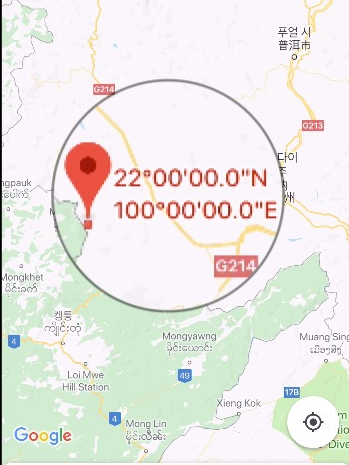 푸얼 시
普洱市
G214
G213
22°00'00.0"N
100°00'00.0"E
다이
ngpauk
G214
Mongkhet
မိုင်းခတ်
켕퉁
ကျိုင်းတုံ
4
Mongyawng
မိုင်းယောင်း
Muang Sing
ເມືອງສິງ
Loi Mwe
Hill Station
49
17B
Xieng Kok
4
Mong Lin
မိုင်းလင်း
Google